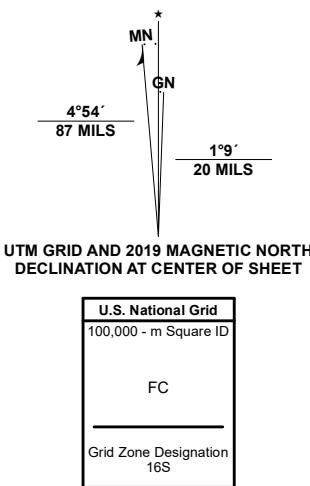 ★
MN
GN
4°54´
87 MILS
1°9´
20 MILS
UTM GRID AND 2019 MAGNETIC NORTH
DECLINATION AT CENTER OF SHEET
U.S. National Grid
100,000 - m Square ID
FC
Grid Zone Designation
16S